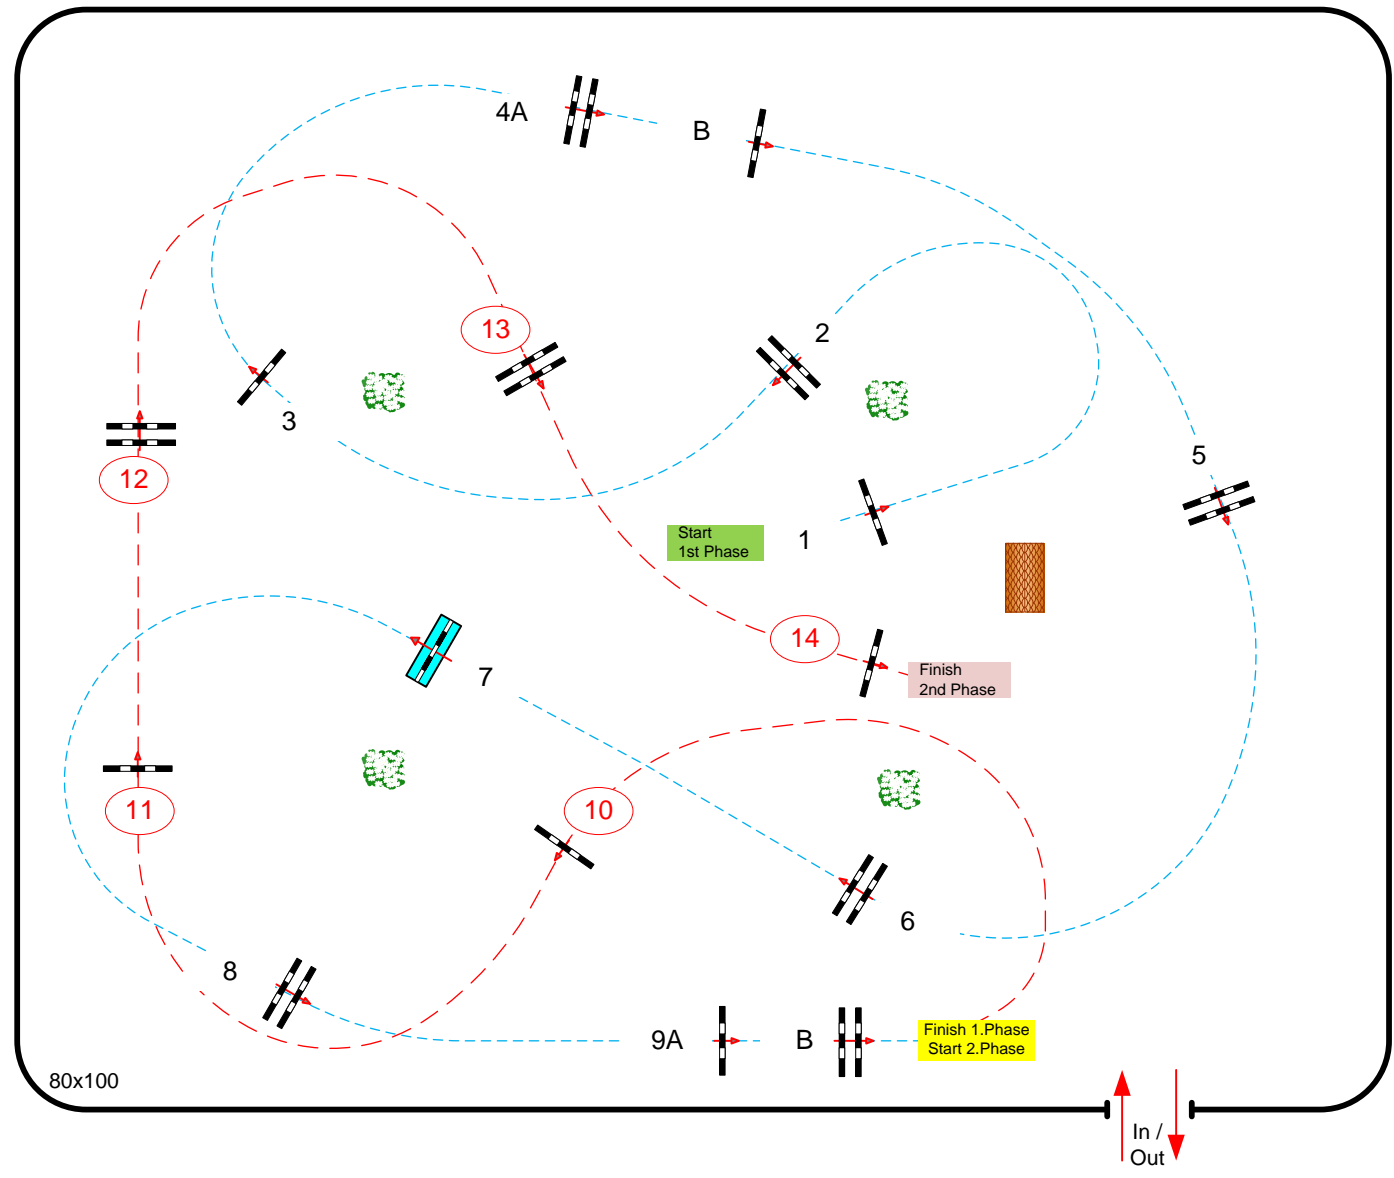 4A
B
13
2
3
5
12
Start
1st Phase
1
14
Finish
2nd Phase
7
11
10
6
8
9A
B
Finish 1.Phase
Start 2.Phase
80x100
In /
Out